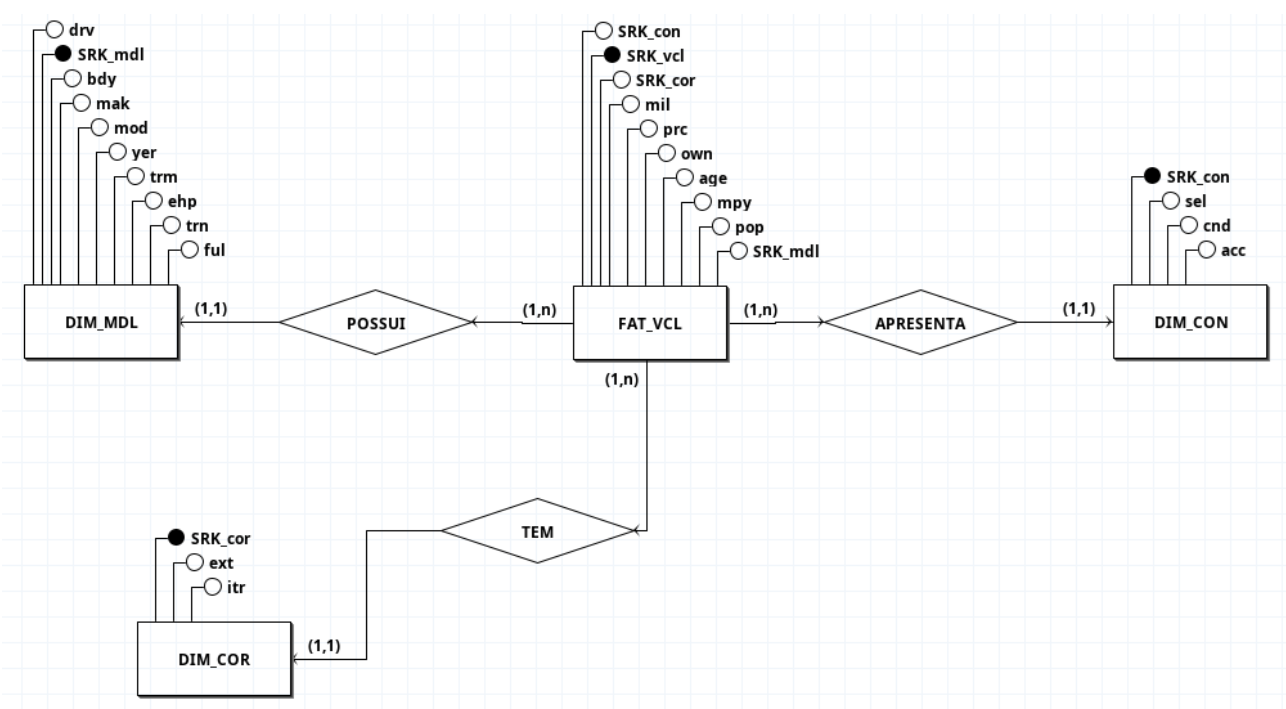 drv
SRK_mdl
bdy
mak
mod
yer
trm
ehp
trn
ful
DIM_MDL
(1,1)
POSSUI
(1,n)
SRK_con
SRK_vcl
SRK_cor
mil
prc
own
age
mpy
pop
SRK_mdl
FAT_VCL
(1,n)
APRESENTA
(1,1)
SRK_con
sel
cnd
acc
DIM_CON
(1,n)
TEM
SRK_cor
ext
itr
DIM_COR
(1,1)